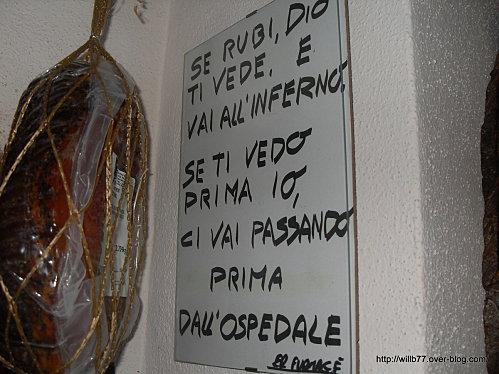 SE RUBI, DIO
TI VEDE. E
VAI ALL'INFERNO,
SE TI VEDO
PRIMA IO,
CI VAI PASSANDO
PRIMA
DALL'OSPEDALE
http://willb77.over-blog.com/